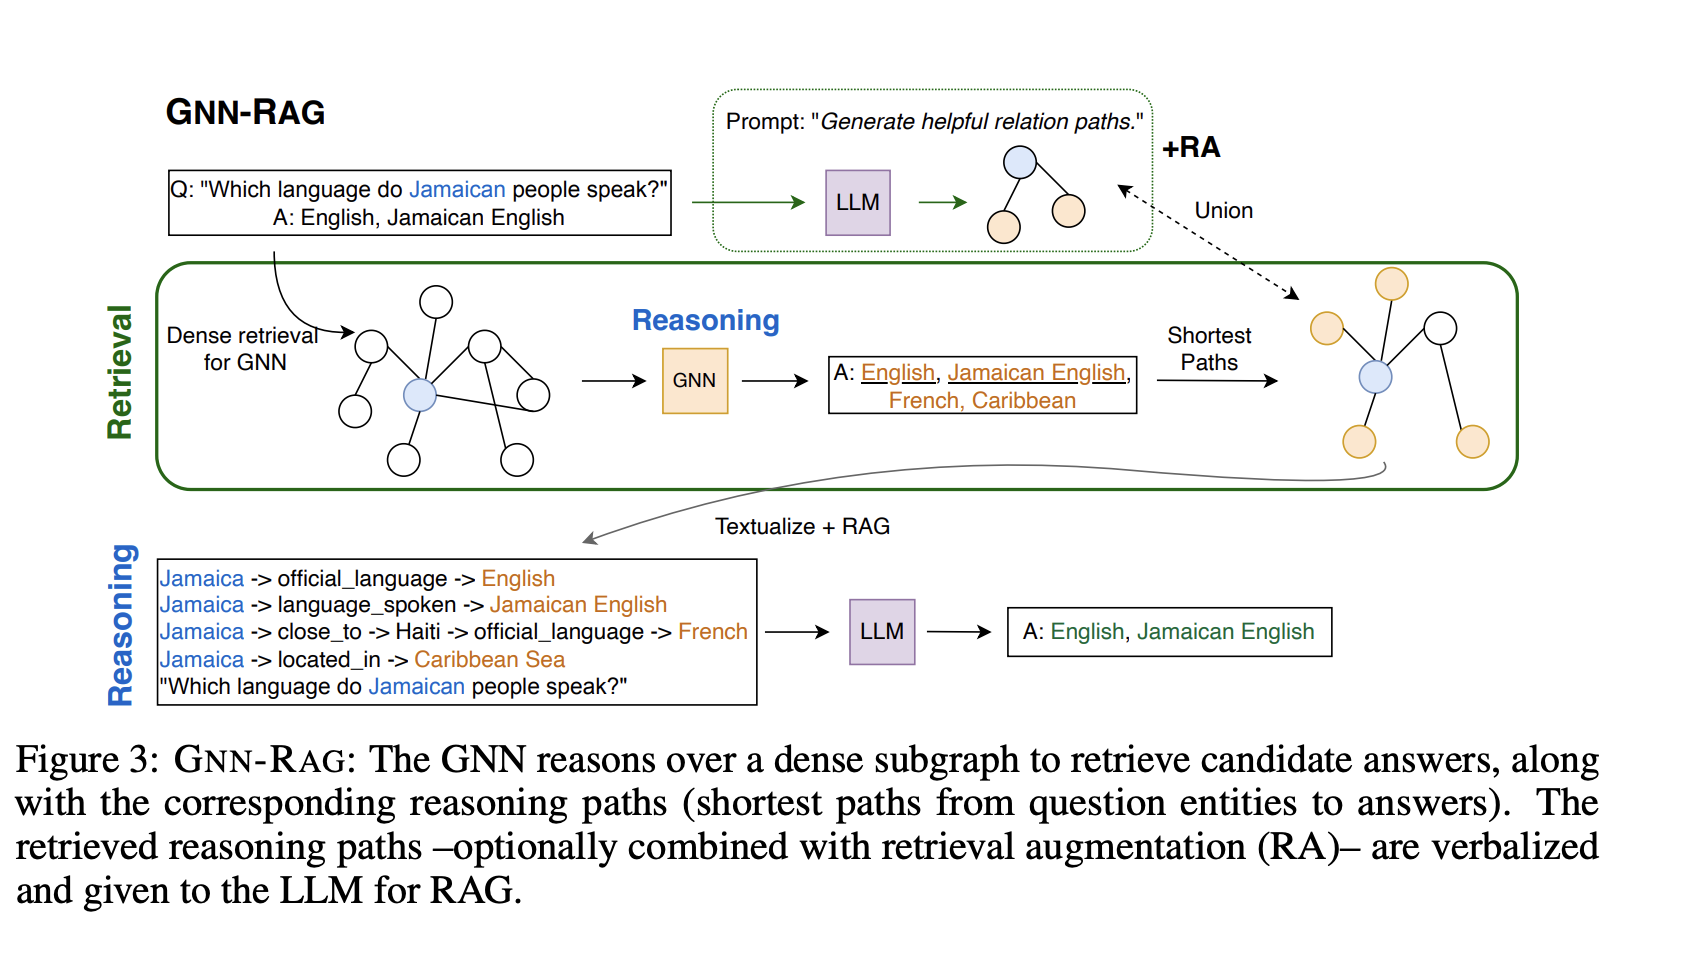 GNN-RAG
Prompt: "Generate helpful relation paths."
+RA
Q: "Which language do Jamaican people speak?"
A: English, Jamaican English
LLM
Union
Retrieval
Dense retrieval
for GNN
Reasoning
GNN
A: English, Jamaican English,
French, Caribbean
Shortest
Paths
Textualize + RAG
Reasoning
Jamaica -> official_language -> English
Jamaica -> language_spoken -> Jamaican English
Jamaica -> close_to -> Haiti -> official_language -> French
Jamaica -> located_in -> Caribbean Sea
"Which language do Jamaican people speak?"
LLM
A: English, Jamaican English
Figure 3: GNN-RAG: The GNN reasons over a dense subgraph to retrieve candidate answers, along
with the corresponding reasoning paths (shortest paths from question entities to answers). The
retrieved reasoning paths –optionally combined with retrieval augmentation (RA)– are verbalized
and given to the LLM for RAG.